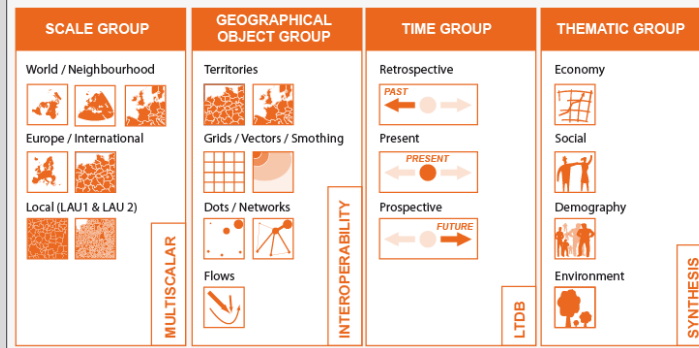 SCALE GROUP
World / Neighbourhood
Europe / International
Local (LAU1 & LAU 2)
MULTISCALAR
GEOGRAPHICAL
OBJECT GROUP
Territories
Grids / Vectors / Smothing
Dots / Networks
Flows
INTEROPERABILITY
TIME GROUP
Retrospective
PAST
Present
PRESENT
Prospective
FUTURE
LTDB
THEMATIC GROUP
Economy
Social
Demography
Environment
SYNTHESIS